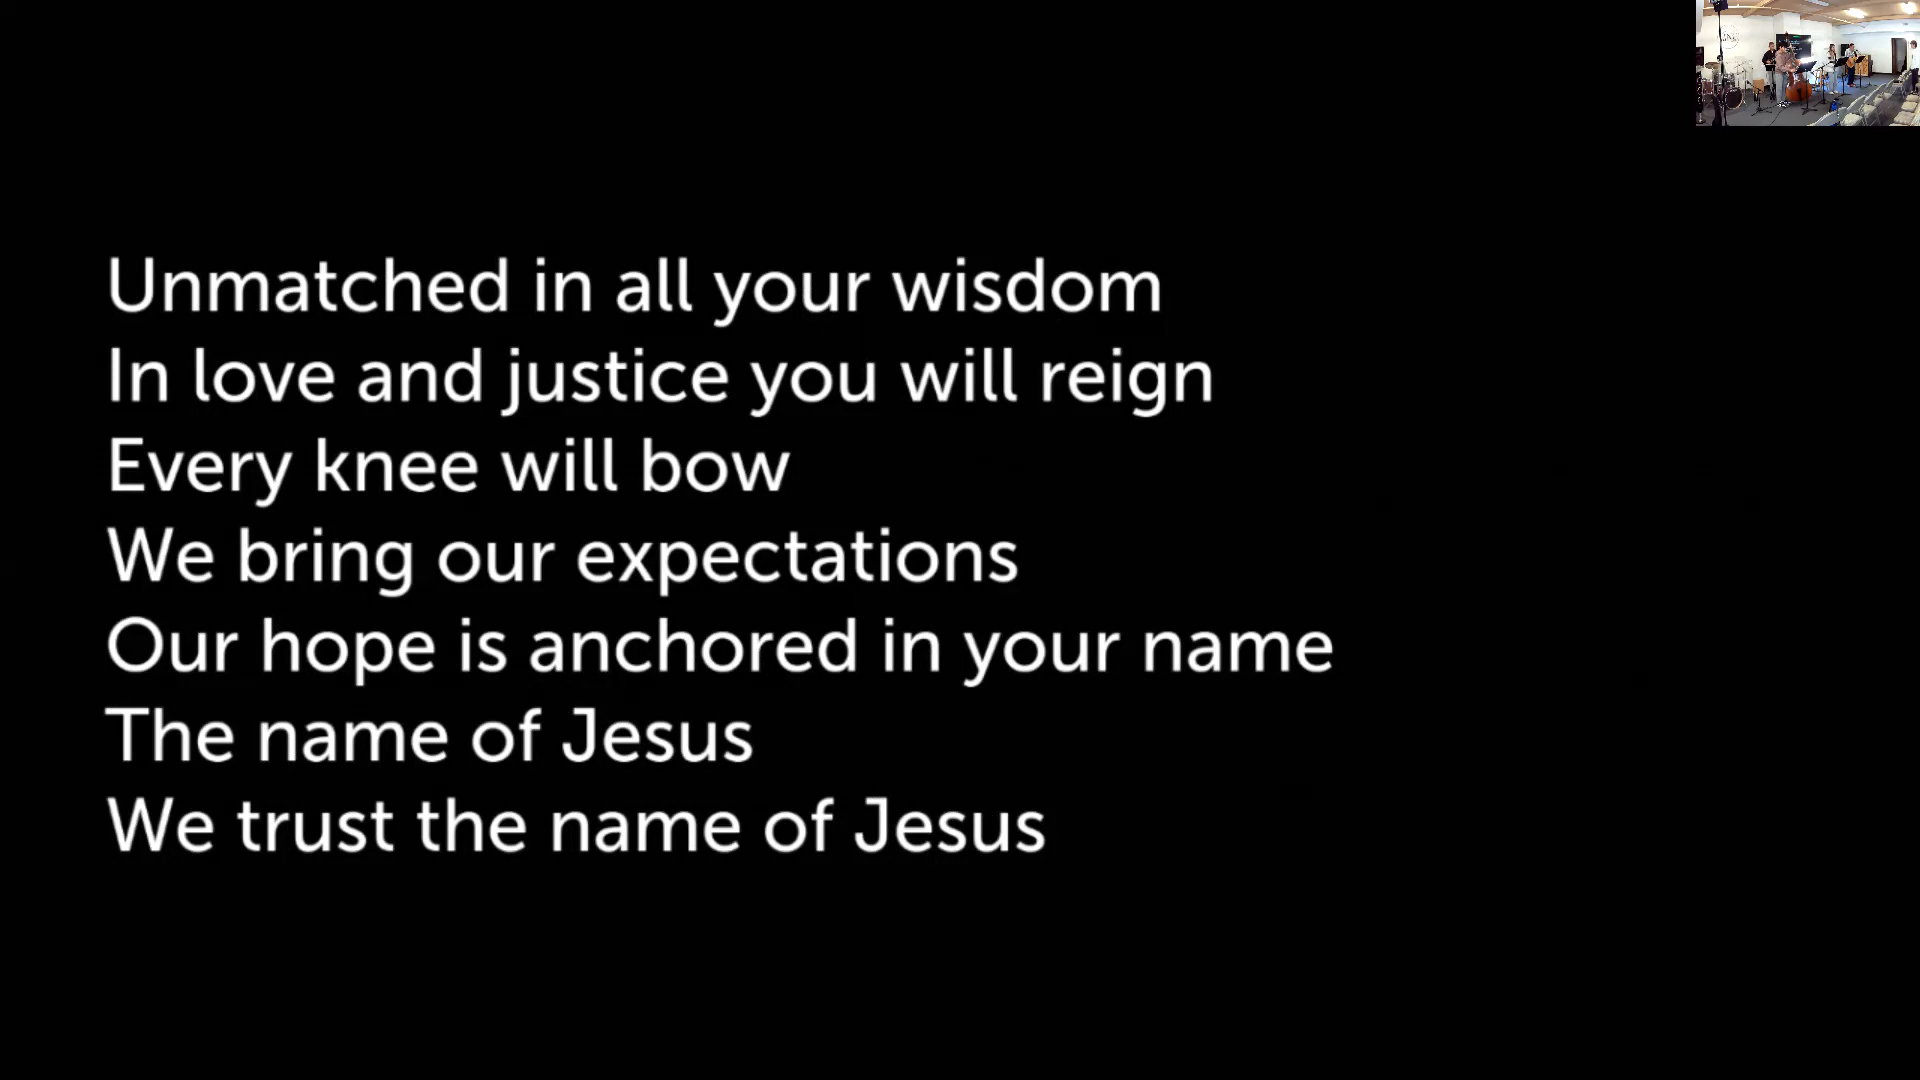 Unmatched in all your wisdom
In love and justice you will reign
Every knee will bow
We bring our expectations
Our hope is anchored in your name
The name of Jesus
We trust the name of Jesus